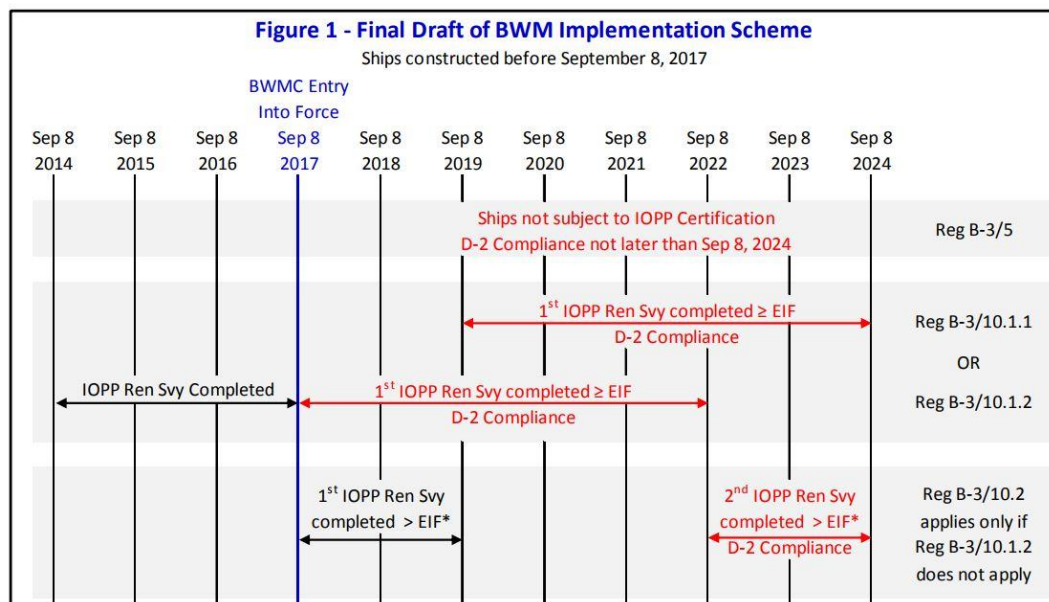 Figure 1 - Final Draft of BWM Implementation Scheme
Ships constructed before September 8, 2017
BWMC Entry
Into Force
Sep 8 2014
Sep 8 2015
Sep 8 2016
Sep 8 2017
Sep 8 2018
Sep 8 2019
Sep 8 2020
Sep 8 2021
Sep 8 2022
Sep 8 2023
Sep 8 2024
Ships not subject to IOPP Certification
D-2 Compliance not later than Sep 8, 2024
Reg B-3/5
1st IOPP Ren Svy completed ≥ EIF
D-2 Compliance
Reg B-3/10.1.1
OR
IOPP Ren Svy Completed
1st IOPP Ren Svy completed ≥ EIF
D-2 Compliance
Reg B-3/10.1.2
1st IOPP Ren Svy
completed > EIF*
2nd IOPP Ren Svy
completed > EIF*
D-2 Compliance
Reg B-3/10.2
applies only if
Reg B-3/10.1.2
does not apply